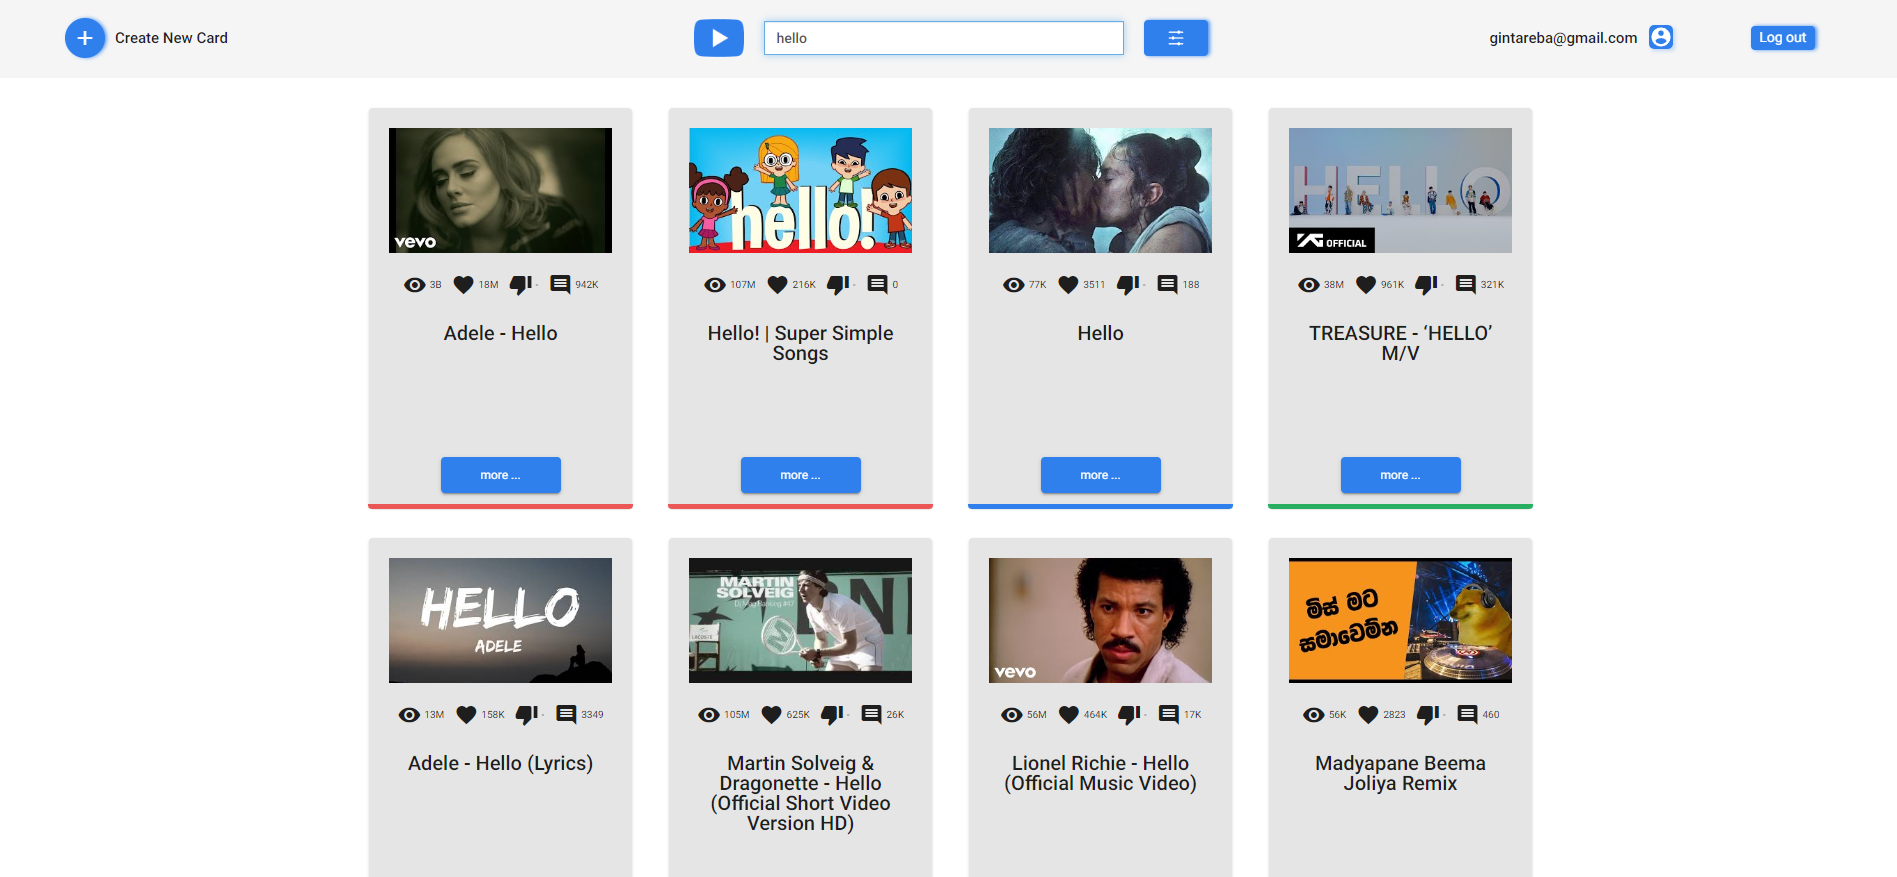 Create New Card
hello
gintareba@gmail.com
Log out
vevo
hello!
HELLO
YG OFFICIAL
3B 18M - 942K
107M 216K - 0
77K 3511 - 188
38M 961K - 321K
Adele - Hello
Hello! | Super Simple
Songs
Hello
TREASURE - ‘HELLO’
M/V
more ...
more ...
more ...
more ...
HELLO
ADELE
MARTIN
SOLVEIG
LACOSTE
vevo
මිස් මට
සමාවෙම්න
13M 158K - 3349
105M 625K - 26K
56M 464K - 17K
56K 2823 - 460
Adele - Hello (Lyrics)
Martin Solveig &
Dragonette - Hello
(Official Short Video
Version HD)
Lionel Richie - Hello
(Official Music Video)
Madyapane Beema
Joliya Remix